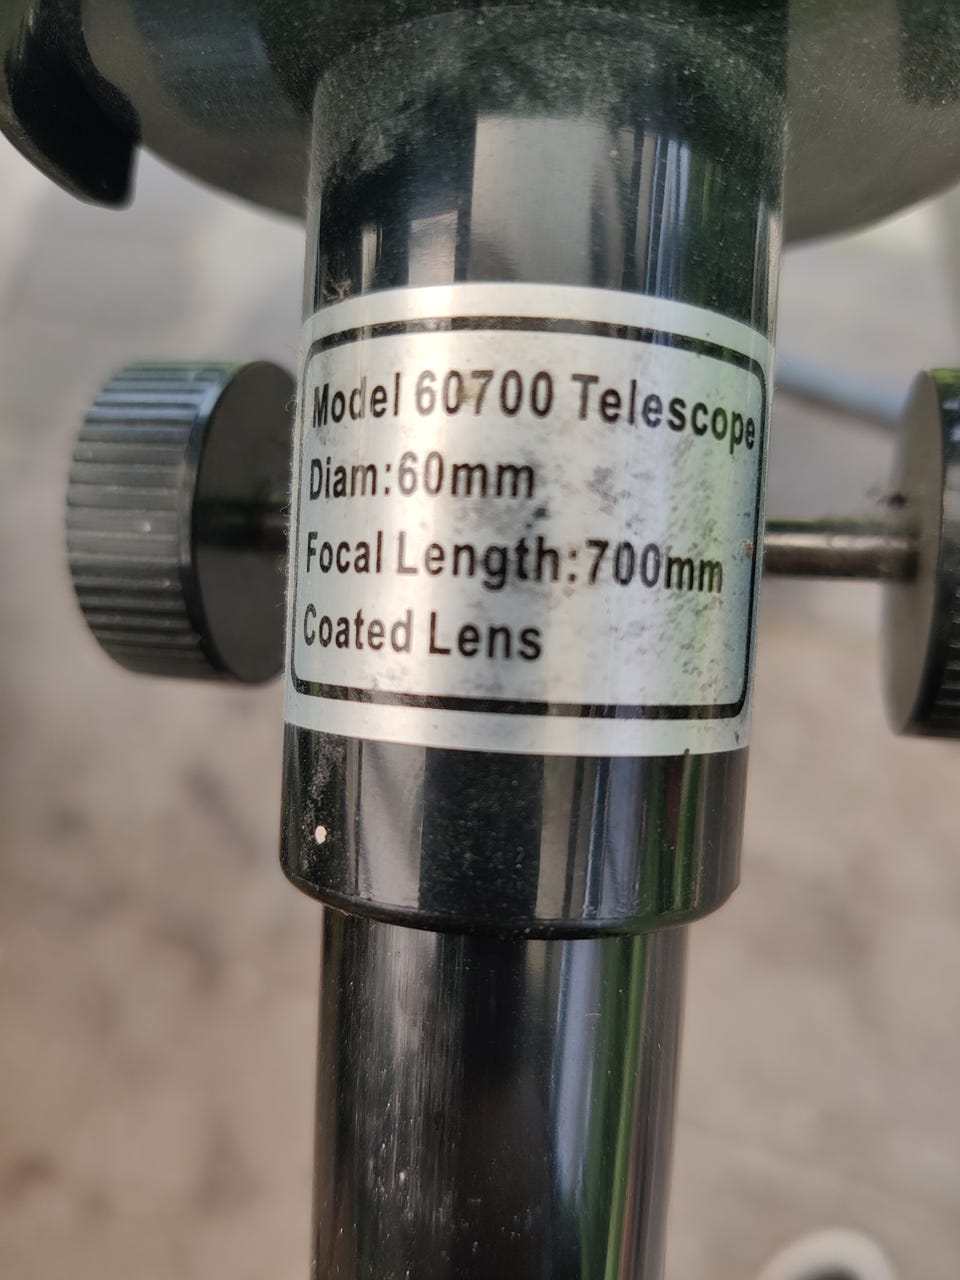 Model 60700 Telescope
Diam:60mm
Focal Length:700mm
Coated Lens